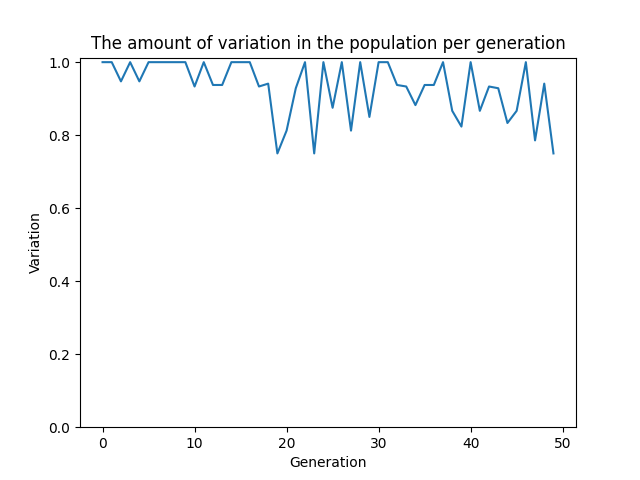 The amount of variation in the population per generation
1.0
0.8
0.6
0.4
0.2
0.0
Variation
0 10 20 30 40 50
Generation